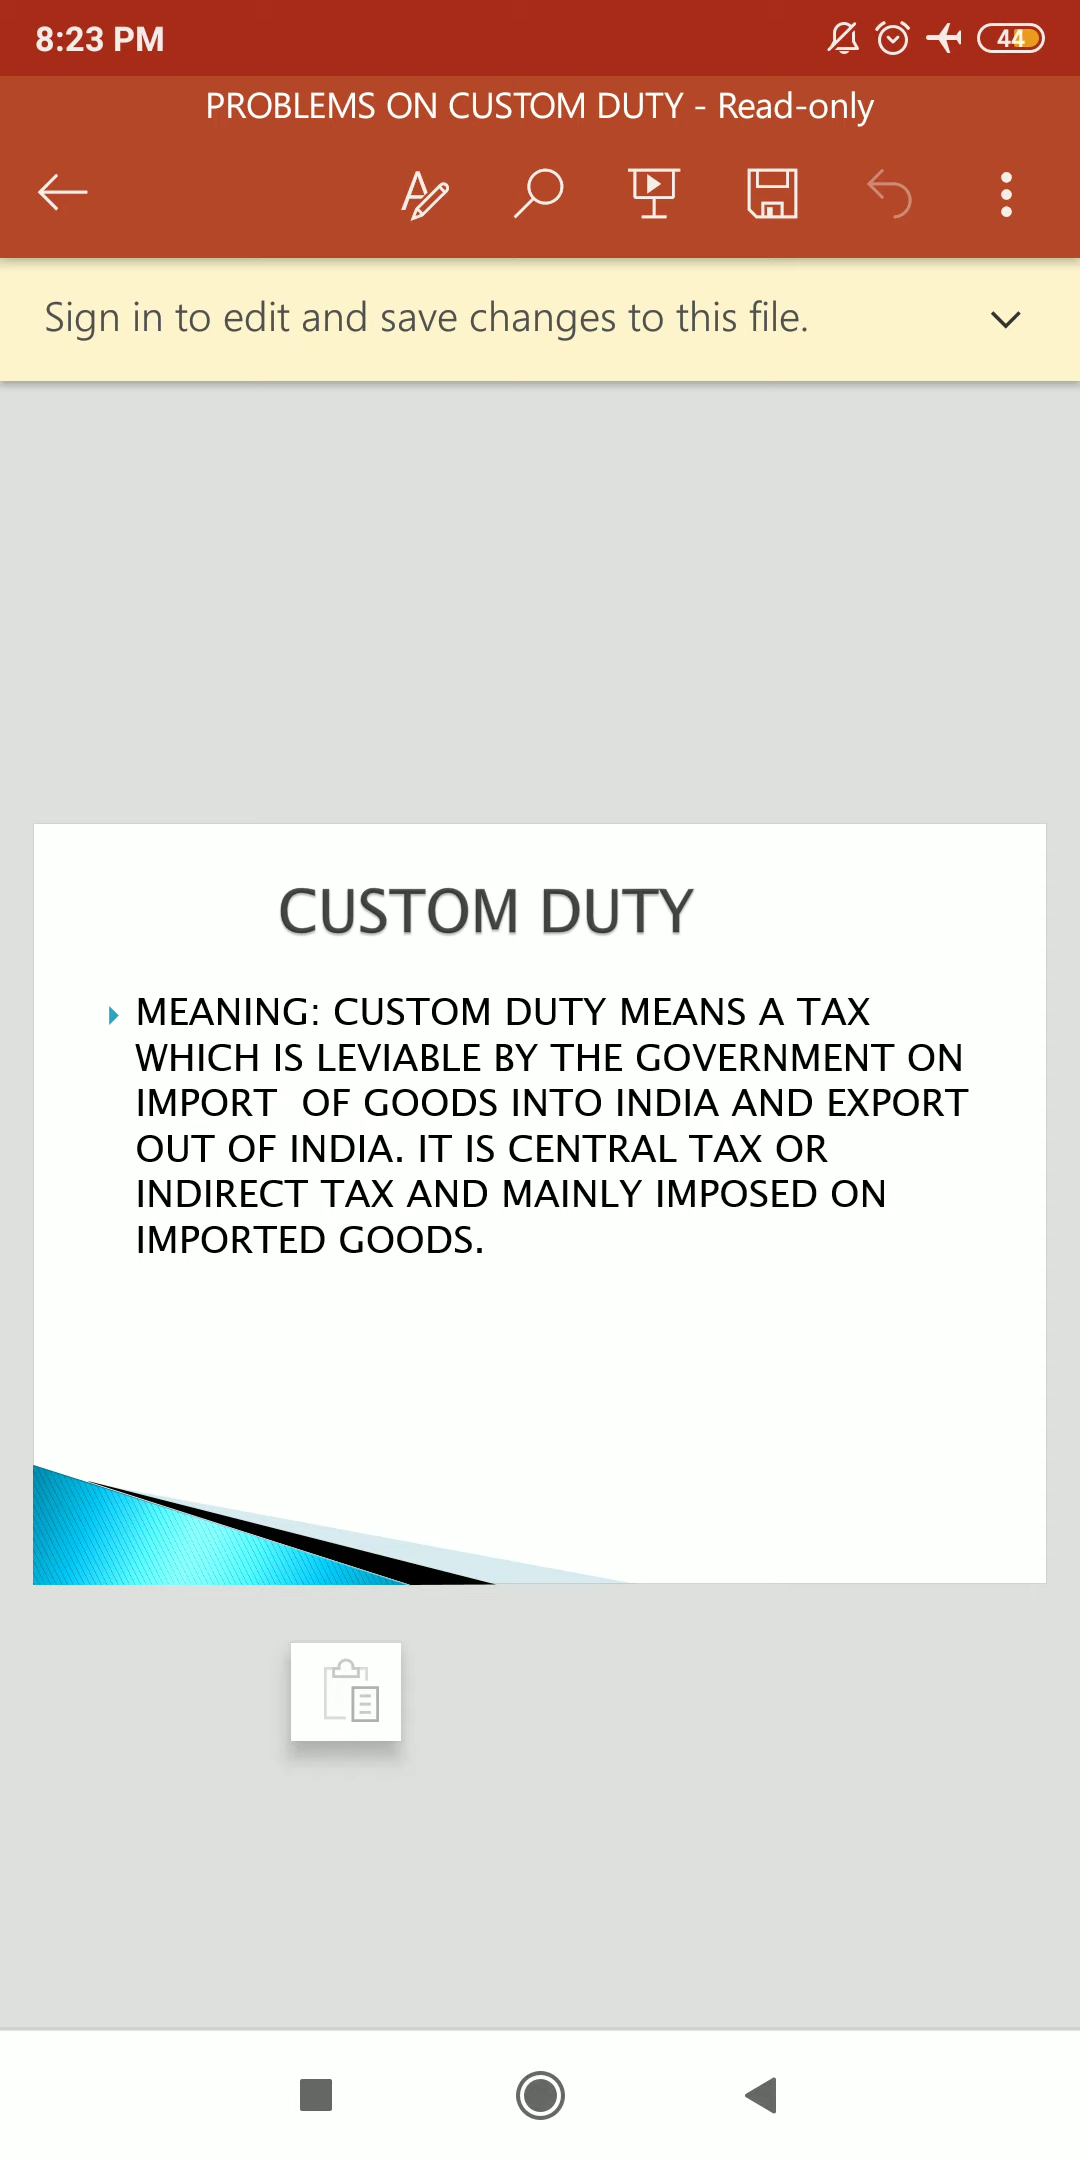 8:23 PM
44
PROBLEMS ON CUSTOM DUTY - Read-only
Sign in to edit and save changes to this file.
CUSTOM DUTY
MEANING: CUSTOM DUTY MEANS A TAX
WHICH IS LEVIABLE BY THE GOVERNMENT ON
IMPORT  OF GOODS INTO INDIA AND EXPORT
OUT OF INDIA. IT IS CENTRAL TAX OR
INDIRECT TAX AND MAINLY IMPOSED ON
IMPORTED GOODS.